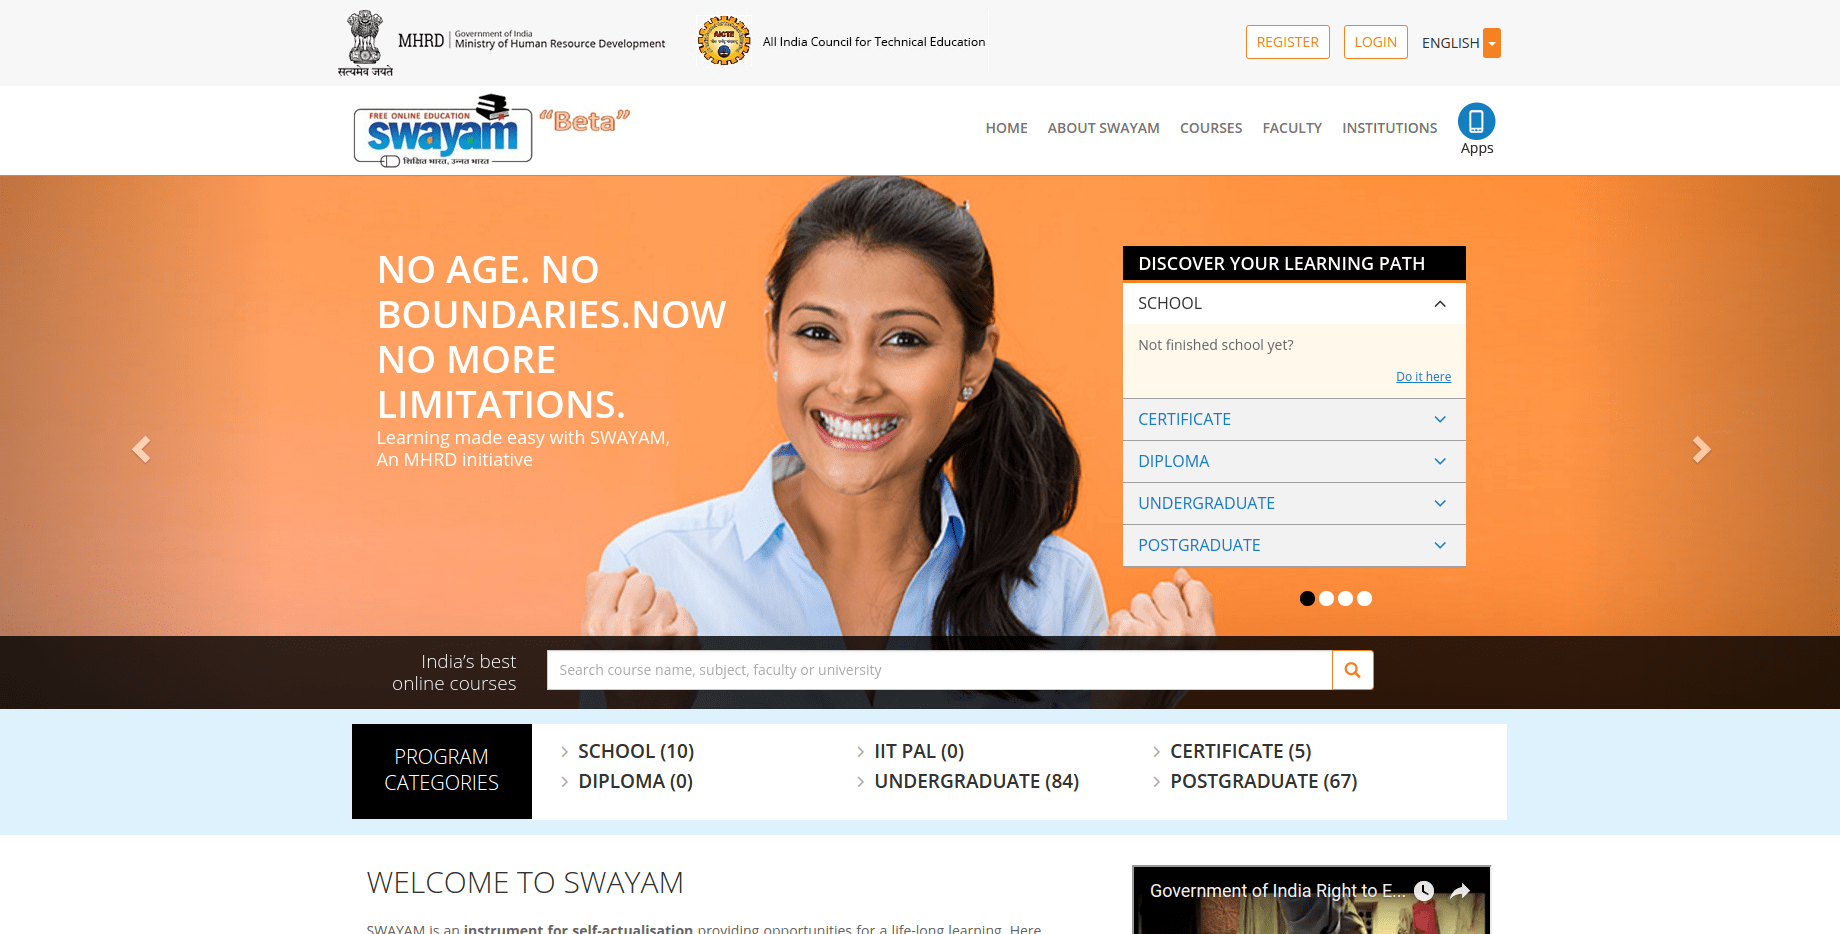 सत्यमेव जयते
MHRD
Government of India
Ministry of Human Resource Development
AICTE
All India Council for Technical Education
REGISTER
LOGIN
ENGLISH
FREE ONLINE EDUCATION
swayam
शिक्षित भारत, उन्नत भारत
“Beta”
HOME
ABOUT SWAYAM
COURSES
FACULTY
INSTITUTIONS
Apps
NO AGE. NO
BOUNDARIES.NOW
NO MORE
LIMITATIONS.
Learning made easy with SWAYAM,
An MHRD initiative
DISCOVER YOUR LEARNING PATH
SCHOOL
Not finished school yet?
Do it here
CERTIFICATE
DIPLOMA
UNDERGRADUATE
POSTGRADUATE
India’s best
online courses
Search course name, subject, faculty or university
PROGRAM
CATEGORIES
SCHOOL (10)
IIT PAL (0)
CERTIFICATE (5)
DIPLOMA (0)
UNDERGRADUATE (84)
POSTGRADUATE (67)
WELCOME TO SWAYAM
SWAYAM is an instrument for self-actualisation providing opportunities for a life-long learning. Here
Government of India Right to E...